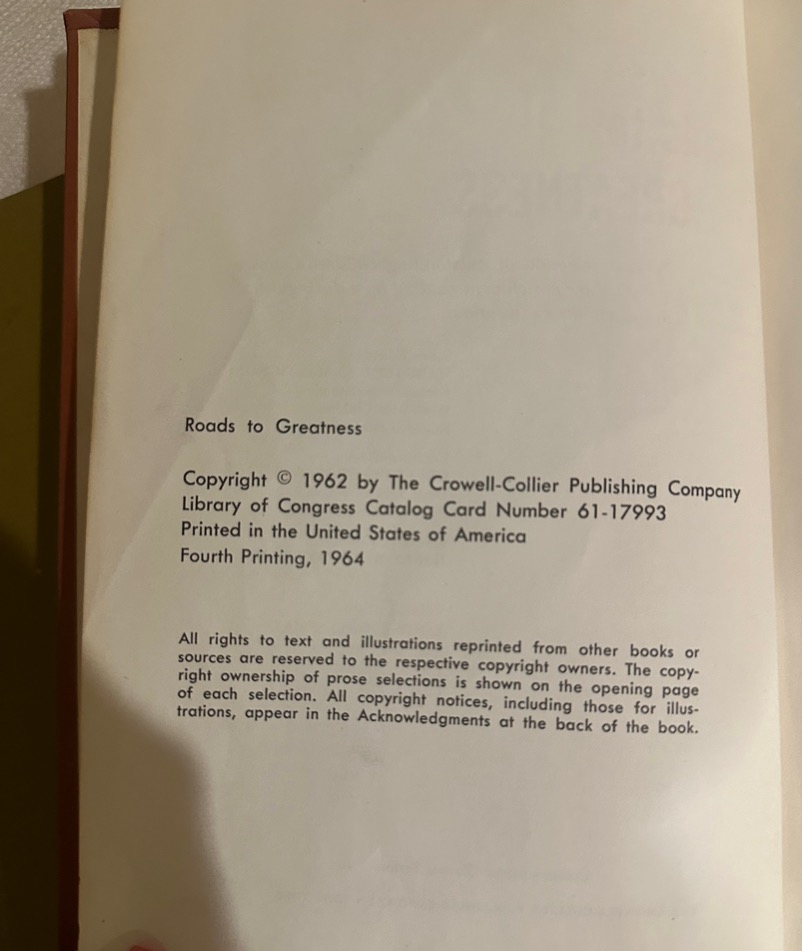 Roads to Greatness
Copyright © 1962 by The Crowell-Collier Publishing Company
Library of Congress Catalog Card Number 61-17993
Printed in the United States of America
Fourth Printing, 1964
All rights to text and illustrations reprinted from other books or
sources are reserved to the respective copyright owners. The copy-
right ownership of prose selections is shown on the opening page
of each selection. All copyright notices, including those for illus-
trations, appear in the Acknowledgments at the back of the book.